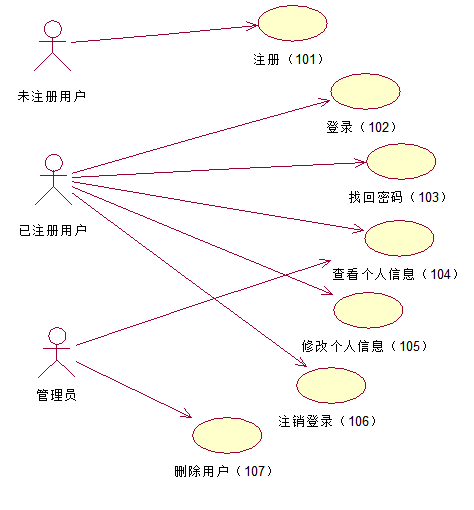 注册（101）
未注册用户
登录（102）
找回密码（103）
已注册用户
查看个人信息（104）
修改个人信息（105）
管理员
注销登录（106）
删除用户（107）